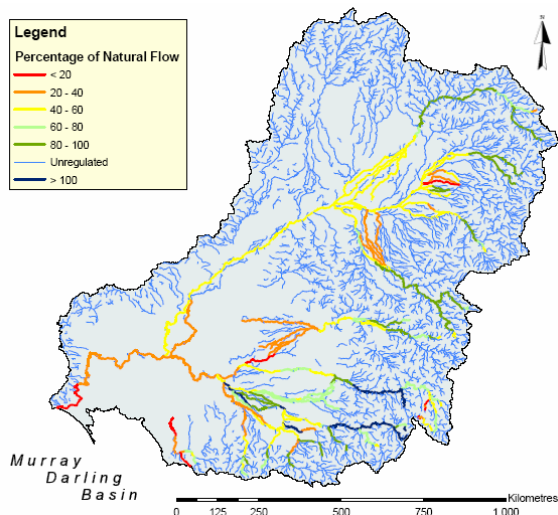 Legend
Percentage of Natural Flow
< 20
20 - 40
40 - 60
60 - 80
80 - 100
Unregulated
> 100
N
Murray
Darling
Basin
Kilometres
0 125 250 500 750 1 000